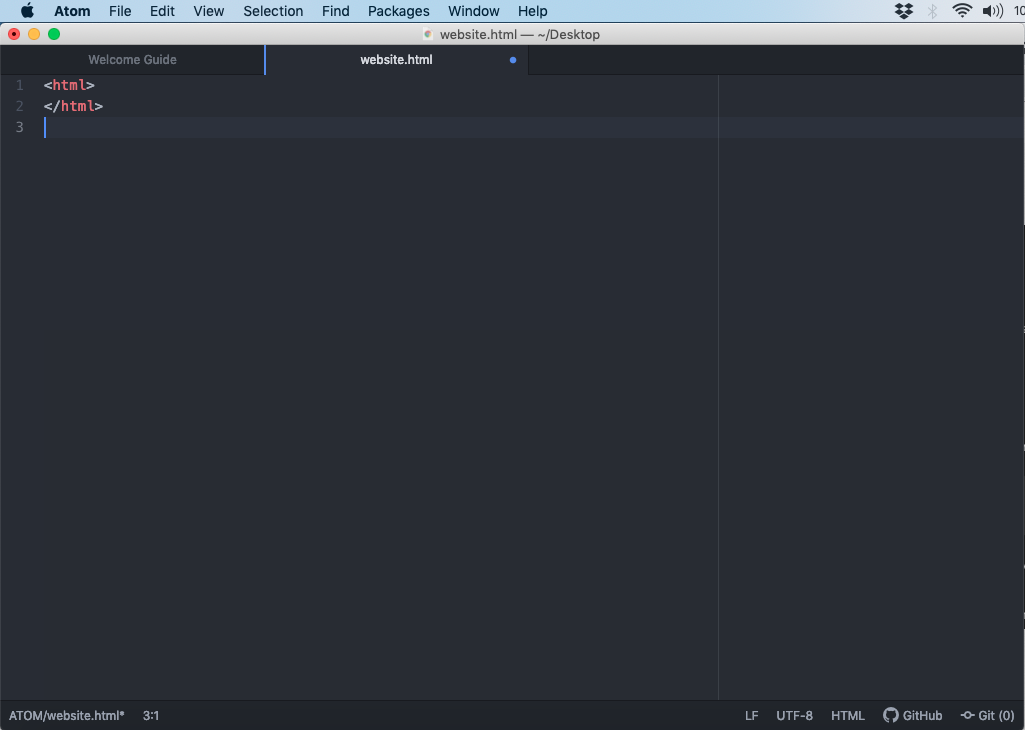 Atom File Edit View Selection Find Packages Window Help 10
website.html — ~/Desktop
Welcome Guide website.html
1 <html>
2 </html>
3
ATOM/website.html* 3:1 LF UTF-8 HTML GitHub Git (0)